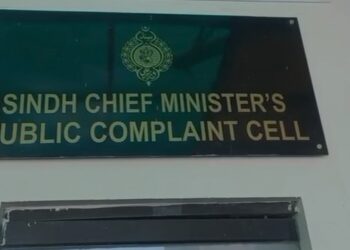 SINDH CHIEF MINISTER'S
UBLIC COMPLAINT CELL